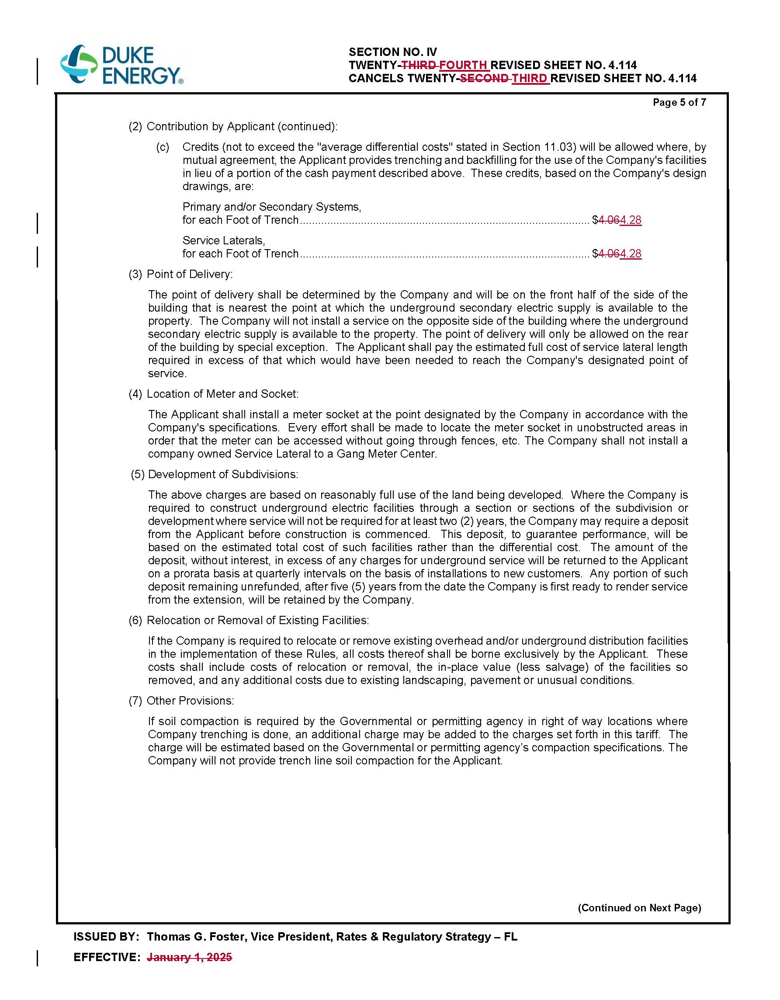 DUKE
ENERGY®
SECTION NO. IV
TWENTY-THIRD FOURTH REVISED SHEET NO. 4.114
CANCELS TWENTY-SECOND THIRD REVISED SHEET NO. 4.114
Page 5 of 7
(2) Contribution by Applicant (continued):
(c) Credits (not to exceed the "average differential costs" stated in Section 11.03) will be allowed where, by
mutual agreement, the Applicant provides trenching and backfilling for the use of the Company's facilities
in lieu of a portion of the cash payment described above. These credits, based on the Company's design
drawings, are:
Primary and/or Secondary Systems,
for each Foot of Trench.............................................................................................. $4.064.28
Service Laterals,
for each Foot of Trench.............................................................................................. $4.064.28
(3) Point of Delivery:
The point of delivery shall be determined by the Company and will be on the front half of the side of the
building that is nearest the point at which the underground secondary electric supply is available to the
property. The Company will not install a service on the opposite side of the building where the underground
secondary electric supply is available to the property. The point of delivery will only be allowed on the rear
of the building by special exception. The Applicant shall pay the estimated full cost of service lateral length
required in excess of that which would have been needed to reach the Company's designated point of
service.
(4) Location of Meter and Socket:
The Applicant shall install a meter socket at the point designated by the Company in accordance with the
Company's specifications. Every effort shall be made to locate the meter socket in unobstructed areas in
order that the meter can be accessed without going through fences, etc. The Company shall not install a
company owned Service Lateral to a Gang Meter Center.
(5) Development of Subdivisions:
The above charges are based on reasonably full use of the land being developed. Where the Company is
required to construct underground electric facilities through a section or sections of the subdivision or
development where service will not be required for at least two (2) years, the Company may require a deposit
from the Applicant before construction is commenced. This deposit, to guarantee performance, will be
based on the estimated total cost of such facilities rather than the differential cost. The amount of the
deposit, without interest, in excess of any charges for underground service will be returned to the Applicant
on a prorata basis at quarterly intervals on the basis of installations to new customers. Any portion of such
deposit remaining unrefunded, after five (5) years from the date the Company is first ready to render service
from the extension, will be retained by the Company.
(6) Relocation or Removal of Existing Facilities:
If the Company is required to relocate or remove existing overhead and/or underground distribution facilities
in the implementation of these Rules, all costs thereof shall be borne exclusively by the Applicant. These
costs shall include costs of relocation or removal, the in-place value (less salvage) of the facilities so
removed, and any additional costs due to existing landscaping, pavement or unusual conditions.
(7) Other Provisions:
If soil compaction is required by the Governmental or permitting agency in right of way locations where
Company trenching is done, an additional charge may be added to the charges set forth in this tariff. The
charge will be estimated based on the Governmental or permitting agency’s compaction specifications. The
Company will not provide trench line soil compaction for the Applicant.
(Continued on Next Page)
ISSUED BY: Thomas G. Foster, Vice President, Rates & Regulatory Strategy – FL
EFFECTIVE: January 1, 2025